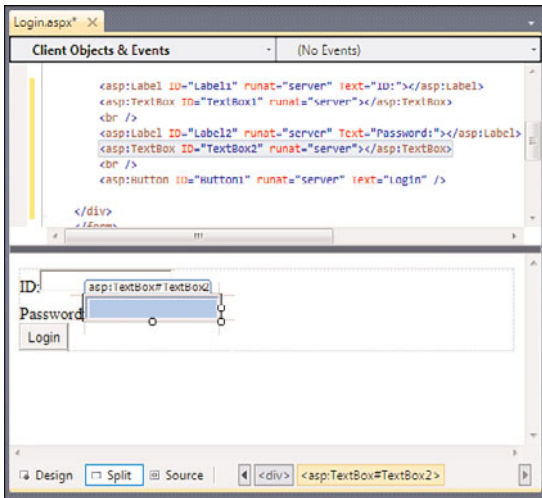 Login.aspx*
Client Objects & Events (No Events)
<asp:Label ID="Label1" runat="server" Text="ID:"></asp:Label>
<asp:TextBox ID="TextBox1" runat="server"></asp:TextBox>
<br />
<asp:Label ID="Label2" runat="server" Text="Password:"></asp:Label>
<asp:TextBox ID="TextBox2" runat="server"></asp:TextBox>
<br />
<asp:Button ID="Button1" runat="server" Text="Login" />
</div>
</form>
ID:
asp:TextBox#TextBox2
Password
Login
Design Split Source <div> <asp:TextBox#TextBox2>